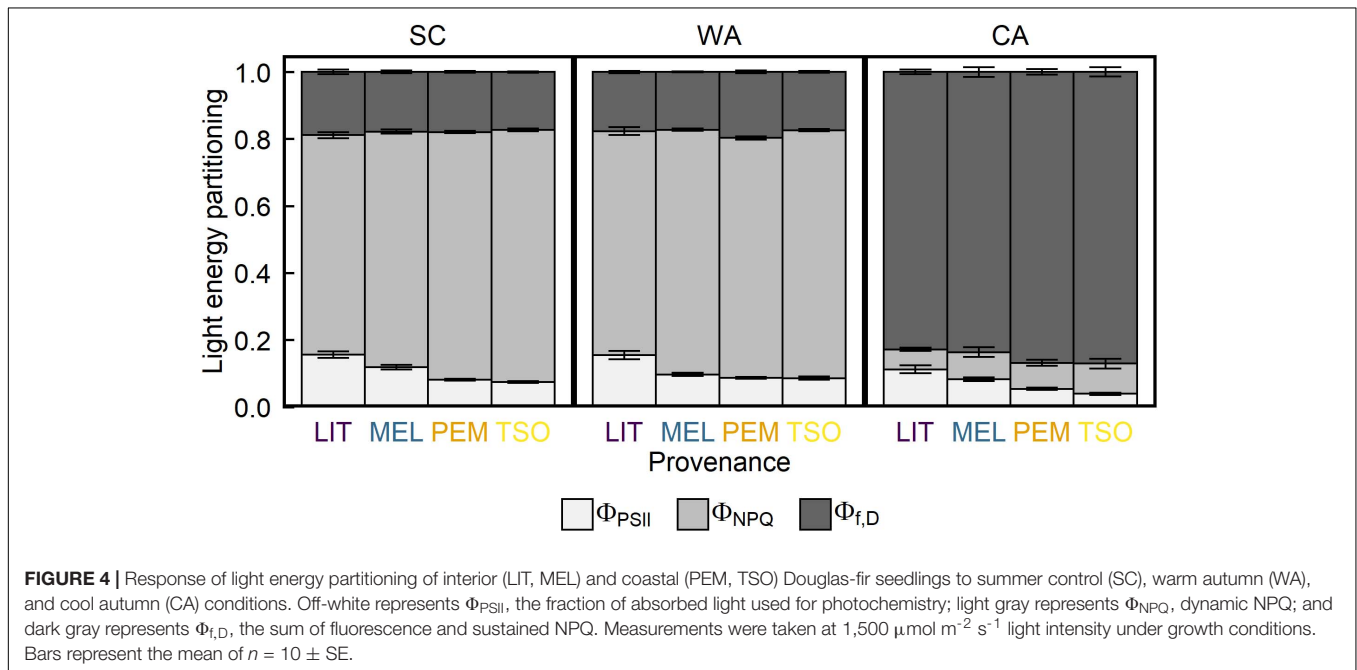 SC WA CA
1.0
0.8
0.6
0.4
0.2
0.0
Light energy partitioning
LIT MEL PEM TSO LIT MEL PEM TSO LIT MEL PEM TSO
Provenance
ΦPSII ΦNPQ Φf,D
FIGURE 4 | Response of light energy partitioning of interior (LIT, MEL) and coastal (PEM, TSO) Douglas-fir seedlings to summer control (SC), warm autumn (WA),
and cool autumn (CA) conditions. Off-white represents ΦPSII, the fraction of absorbed light used for photochemistry; light gray represents ΦNPQ, dynamic NPQ; and
dark gray represents Φf,D, the sum of fluorescence and sustained NPQ. Measurements were taken at 1,500 μmol m-2 s-1 light intensity under growth conditions.
Bars represent the mean of n = 10 ± SE.